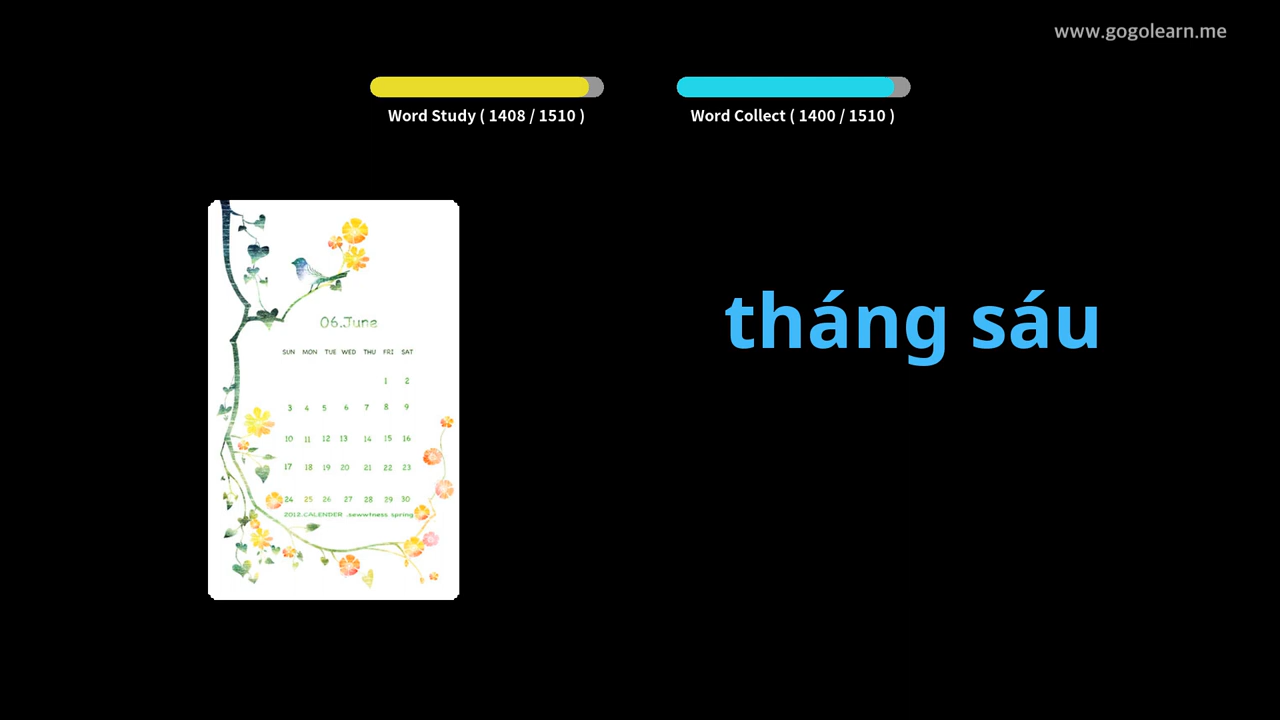 www.gogolearn.me
Word Study ( 1408 / 1510 )
Word Collect ( 1400 / 1510 )
tháng sáu
06.June
SUN MON TUE WED THU FRI SAT
1 2
3 4 5 6 7 8 9
10 11 12 13 14 15 16
17 18 19 20 21 22 23
24 25 26 27 28 29 30
2012.CALENDER .sewwtness spring